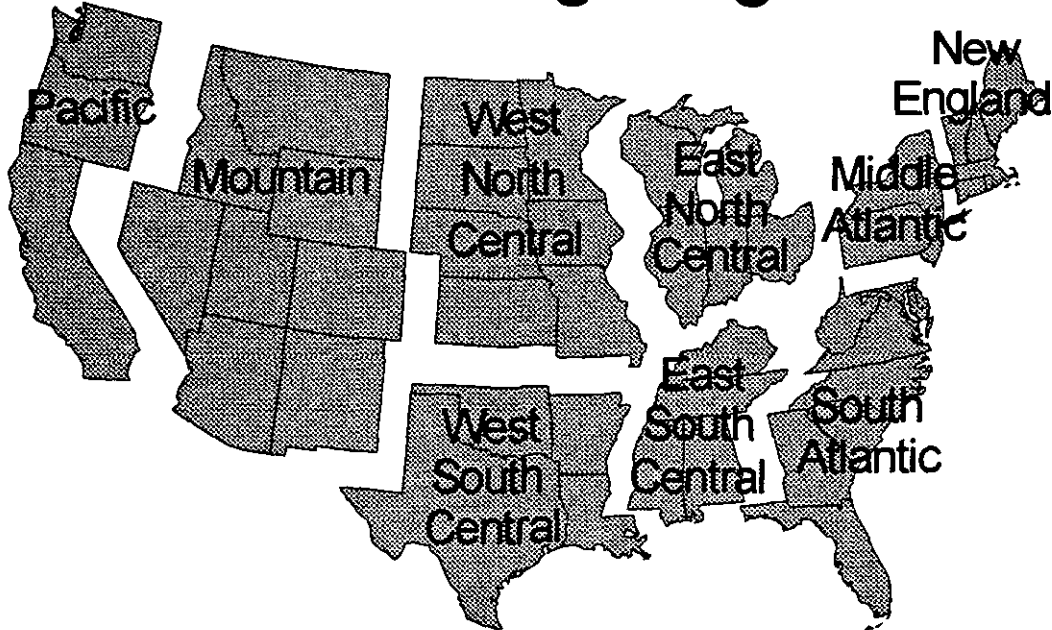 New
England
Pacific
West
North
Central
East
North
Central
Middle
Atlantic
Mountain
East
South
Central
South
Atlantic
West
South
Central